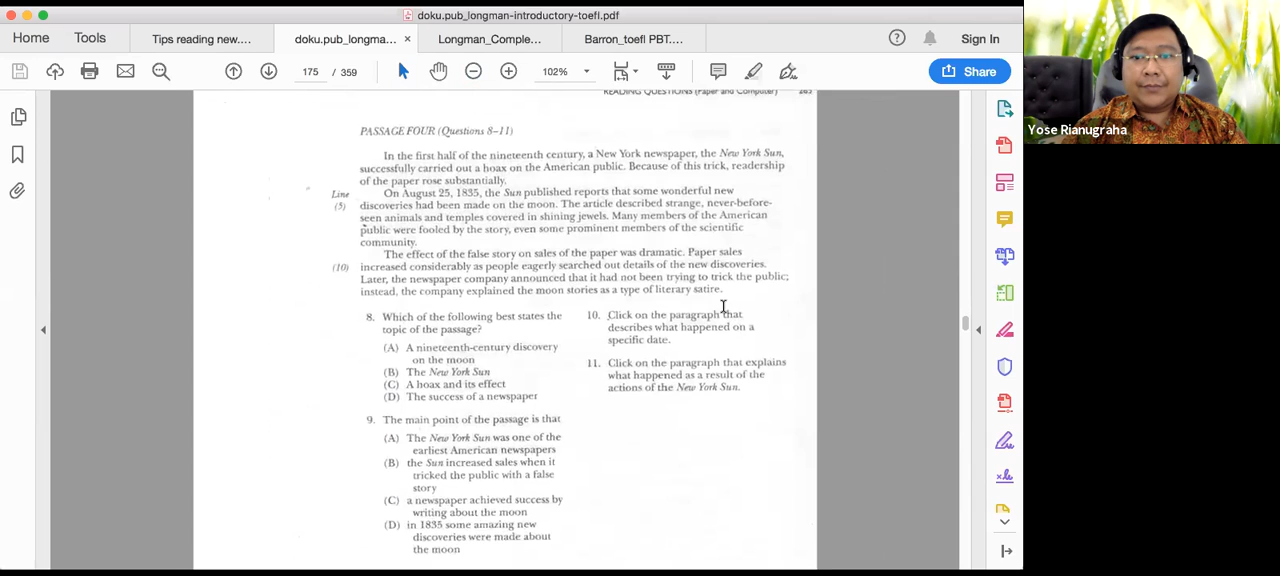 doku.pub_longman-introductory-toefl.pdf
Home
Tools
Tips reading new....
doku.pub_longma...
Longman_Comple...
Barron_toefl PBT....
Sign In
175 / 359
102%
Share
Yose Rianugraha
READING QUESTIONS (Paper and Computer) 263
PASSAGE FOUR (Questions 8–11)
In the first half of the nineteenth century, a New York newspaper, the New York Sun,
successfully carried out a hoax on the American public. Because of this trick, readership
of the paper rose substantially.
Line On August 25, 1835, the Sun published reports that some wonderful new
(5) discoveries had been made on the moon. The article described strange, never-before-
seen animals and temples covered in shining jewels. Many members of the American
public were fooled by the story, even some prominent members of the scientific
community.
The effect of the false story on sales of the paper was dramatic. Paper sales
(10) increased considerably as people eagerly searched out details of the new discoveries.
Later, the newspaper company announced that it had not been trying to trick the public;
instead, the company explained the moon stories as a type of literary satire.
8. Which of the following best states the
topic of the passage?
(A) A nineteenth-century discovery
on the moon
(B) The New York Sun
(C) A hoax and its effect
(D) The success of a newspaper
9. The main point of the passage is that
(A) The New York Sun was one of the
earliest American newspapers
(B) the Sun increased sales when it
tricked the public with a false
story
(C) a newspaper achieved success by
writing about the moon
(D) in 1835 some amazing new
discoveries were made about
the moon
10. Click on the paragraph that
describes what happened on a
specific date.
11. Click on the paragraph that explains
what happened as a result of the
actions of the New York Sun.